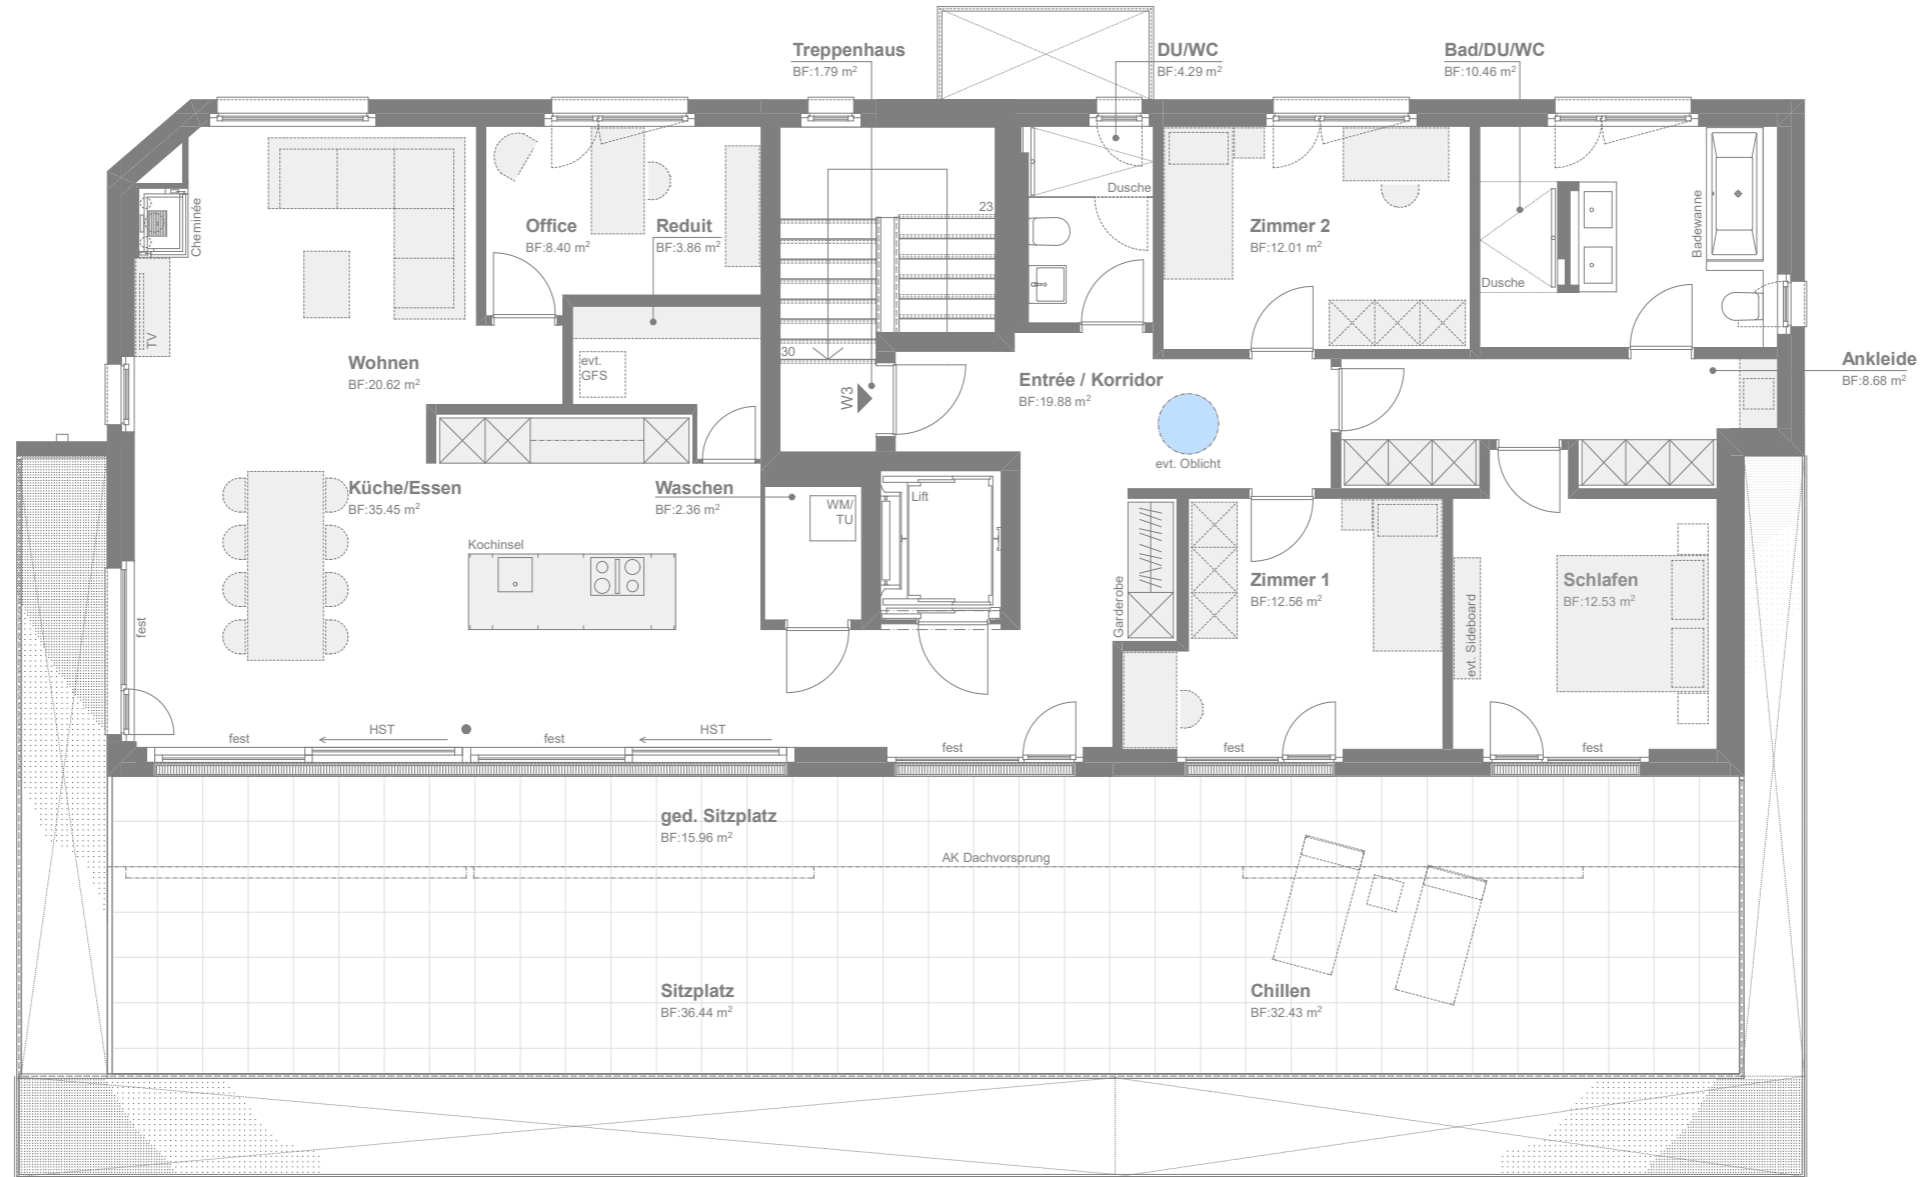 Treppenhaus
BF:1.79 m²
DU/WC
BF:4.29 m²
Bad/DU/WC
BF:10.46 m²
Dusche
Cheminée
Office
BF:8.40 m²
Reduit
BF:3.86 m²
23
Zimmer 2
BF:12.01 m²
Badewanne
Dusche
TV
Wohnen
BF:20.62 m²
evt.
GFS
30
W3
Entrée / Korridor
BF:19.88 m²
Ankleide
BF:8.68 m²
evt. Oblicht
Küche/Essen
BF:35.45 m²
Waschen
BF:2.36 m²
WM/
TU
Lift
Kochinsel
Garderobe
Zimmer 1
BF:12.56 m²
evt. Sideboard
Schlafen
BF:12.53 m²
fest
fest
HST
fest
HST
fest
fest
fest
ged. Sitzplatz
BF:15.96 m²
AK Dachvorsprung
Sitzplatz
BF:36.44 m²
Chillen
BF:32.43 m²